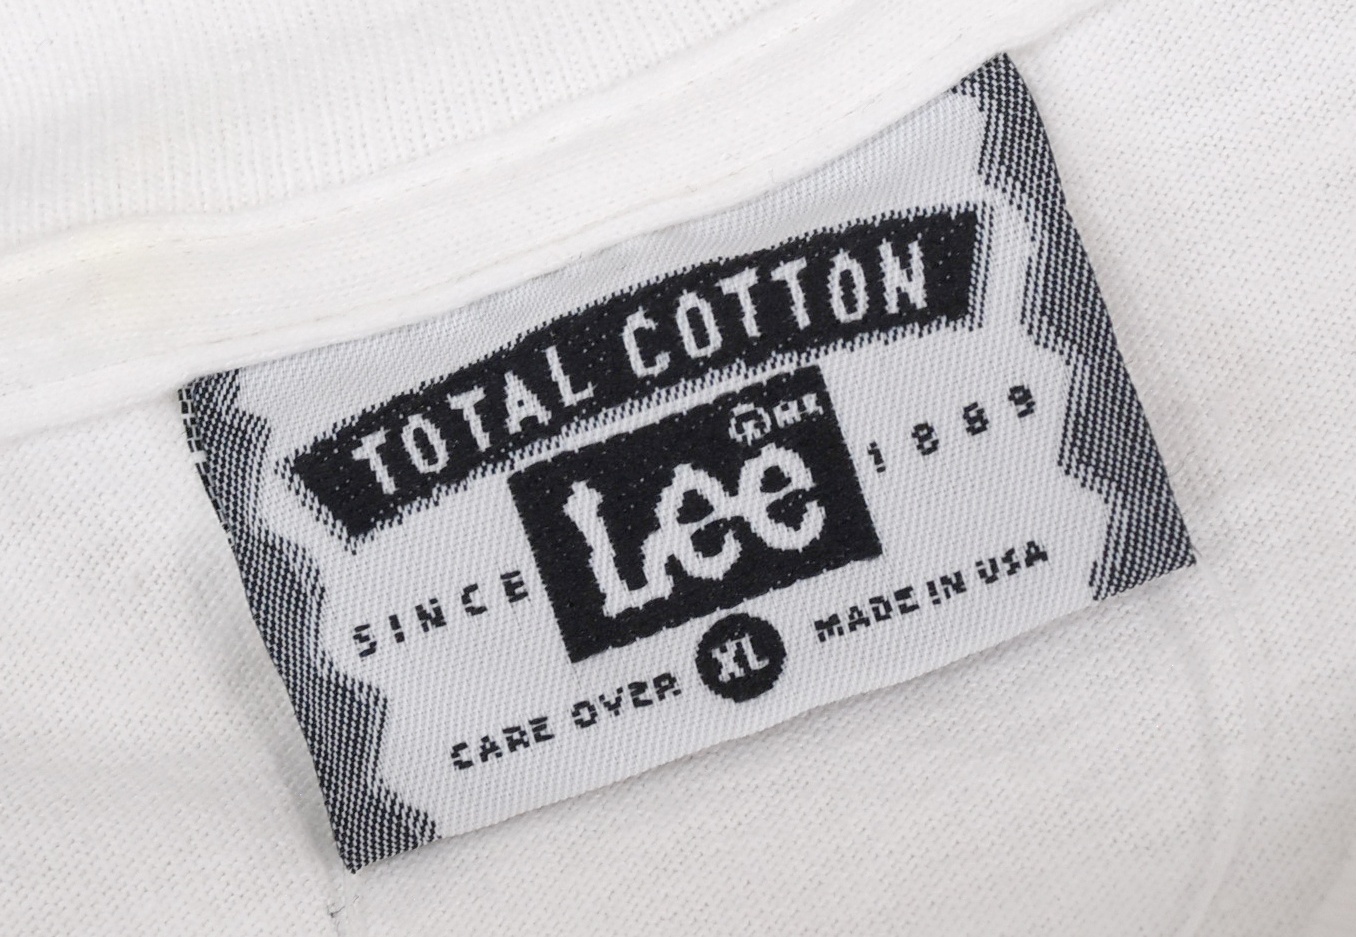 TOTAL COTTON
Lee
SINCE 1889
CARE OVER XL MADE IN USA